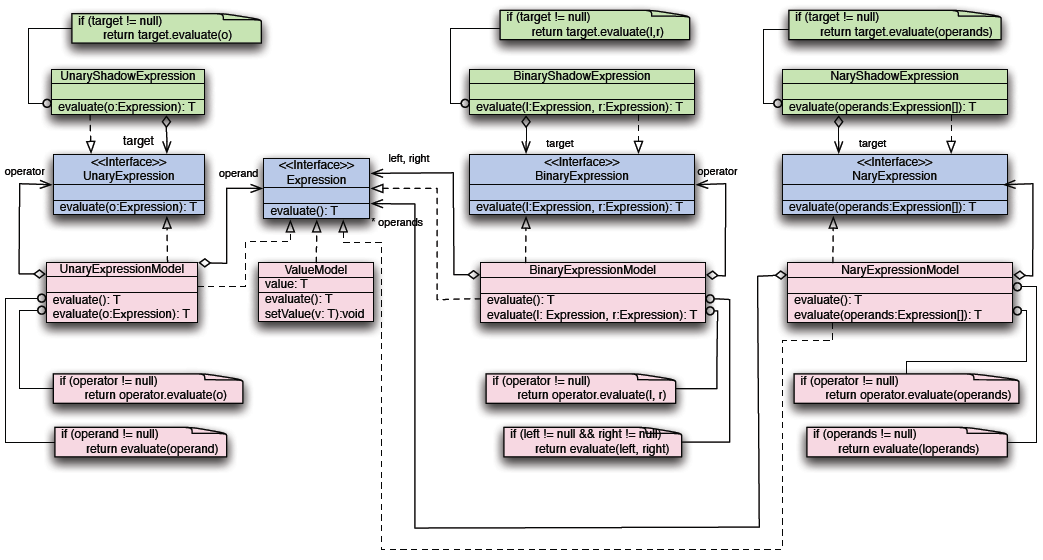 if (target != null)
return target.evaluate(o)
if (target != null)
return target.evaluate(l,r)
if (target != null)
return target.evaluate(operands)
UnaryShadowExpression
evaluate(o:Expression): T
BinaryShadowExpression
evaluate(l:Expression, r:Expression): T
NaryShadowExpression
evaluate(operands:Expression[]): T
target
target
target
operator
<<Interface>>
UnaryExpression
evaluate(o:Expression): T
operand
<<Interface>>
Expression
evaluate(): T
left, right
* operands
<<Interface>>
BinaryExpression
evaluate(l:Expression, r:Expression): T
operator
<<Interface>>
NaryExpression
evaluate(operands:Expression[]): T
UnaryExpressionModel
evaluate(): T
evaluate(o:Expression): T
ValueModel
value: T
evaluate(): T
setValue(v: T):void
BinaryExpressionModel
evaluate(): T
evaluate(l: Expression, r:Expression): T
NaryExpressionModel
evaluate(): T
evaluate(operands:Expression[]): T
if (operator != null)
return operator.evaluate(o)
if (operator != null)
return operator.evaluate(l, r)
if (operator != null)
return operator.evaluate(operands)
if (operand != null)
return evaluate(operand)
if (left != null && right != null)
return evaluate(left, right)
if (operands != null)
return evaluate(loperands)